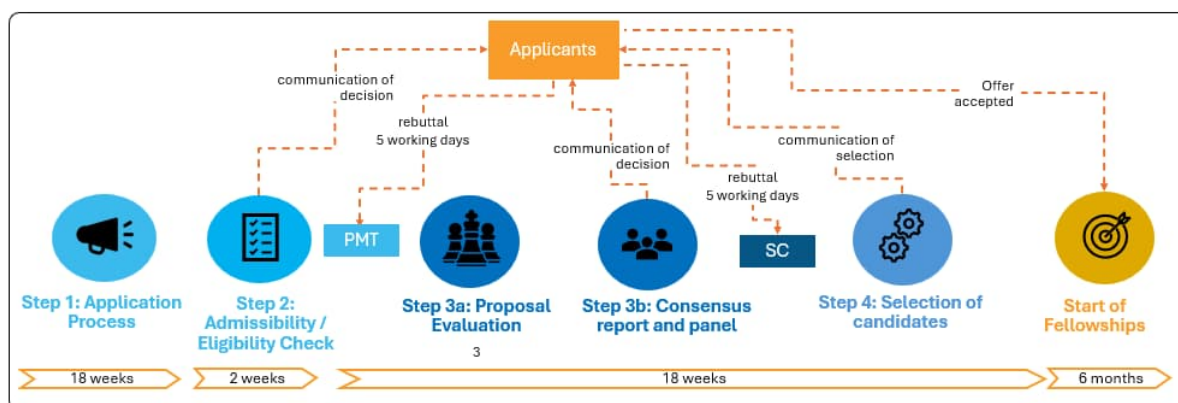 Applicants
communication of
decision
rebuttal
5 working days
communication of
decision
rebuttal
5 working days
communication of
selection
Offer
accepted
PMT
SC
Step 1: Application
Process
Step 2:
Admissibility /
Eligibility Check
Step 3a: Proposal
Evaluation
3
Step 3b: Consensus
report and panel
Step 4: Selection of
candidates
Start of
Fellowships
18 weeks
2 weeks
18 weeks
6 months